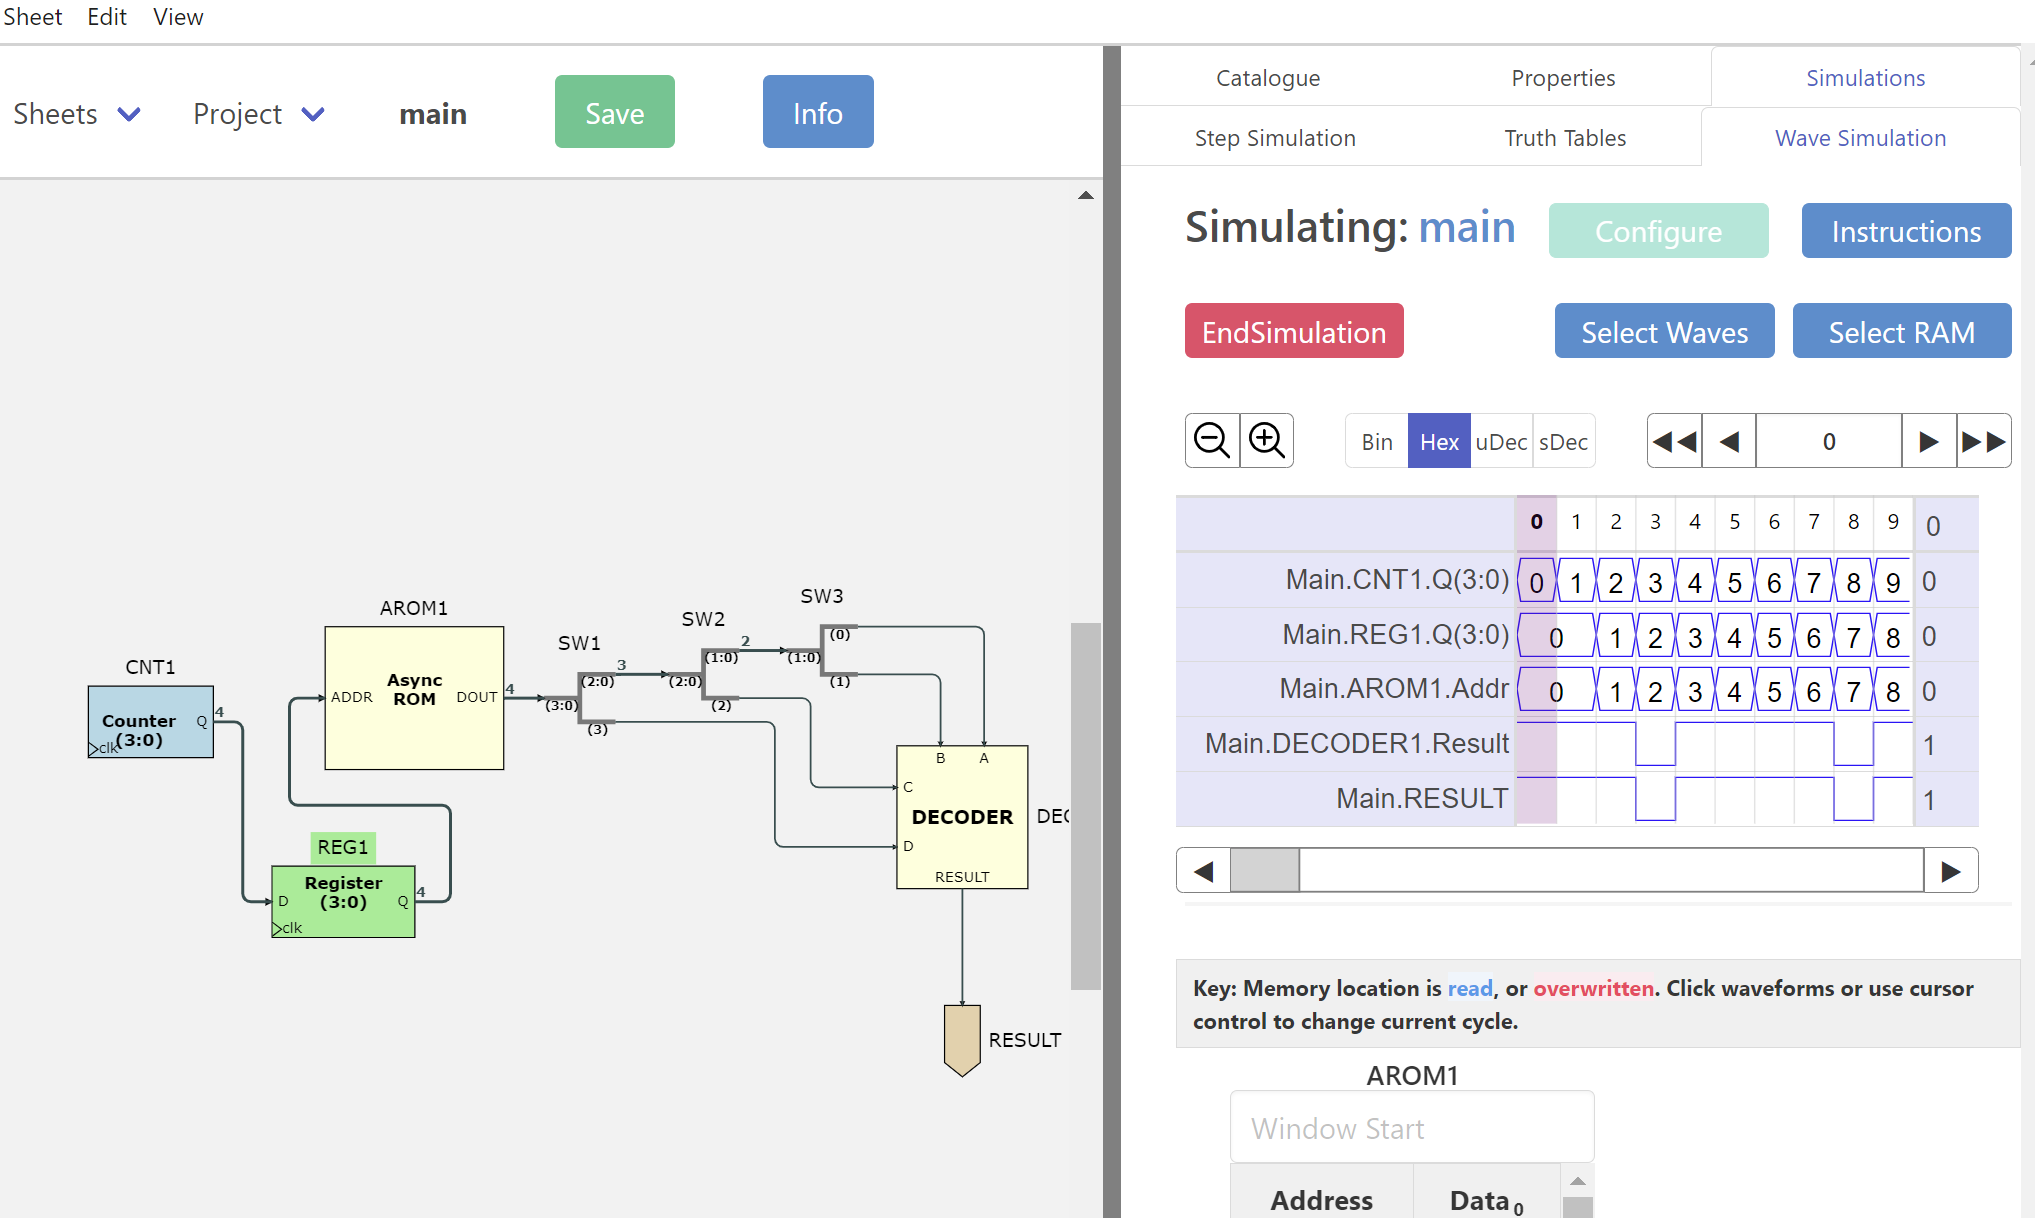 Sheet Edit View
Sheets Project main Save Info
Catalogue Properties Simulations
Step Simulation Truth Tables Wave Simulation
Simulating: main Configure Instructions
EndSimulation Select Waves Select RAM
Bin Hex uDec sDec 0
0 1 2 3 4 5 6 7 8 9 0
Main.CNT1.Q(3:0) 0 1 2 3 4 5 6 7 8 9 0
Main.REG1.Q(3:0) 0 1 2 3 4 5 6 7 8 0
Main.AROM1.Addr 0 1 2 3 4 5 6 7 8 0
Main.DECODER1.Result 1
Main.RESULT 1
Key: Memory location is read, or overwritten. Click waveforms or use cursor
control to change current cycle.
AROM1
Window Start
Address Data 0
CNT1
Counter
(3:0)
Q
clk
4
AROM1
Async
ROM
ADDR
DOUT
4
REG1
Register
(3:0)
D
Q
clk
4
SW1
(3:0)
(2:0)
(3)
3
SW2
(2:0)
(1:0)
(2)
2
SW3
(1:0)
(0)
(1)
B A
C
DECODER
D
RESULT
DEC
RESULT